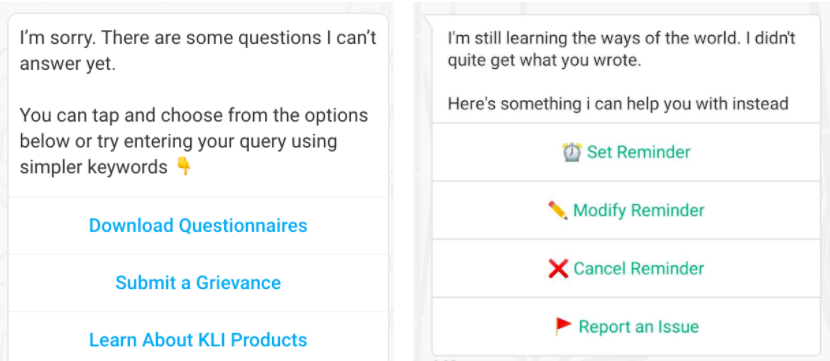 I'm sorry. There are some questions I can't
answer yet.
You can tap and choose from the options
below or try entering your query using
simpler keywords 👇
Download Questionnaires
Submit a Grievance
Learn About KLI Products
I'm still learning the ways of the world. I didn't
quite get what you wrote.
Here's something i can help you with instead
⏰ Set Reminder
✏️ Modify Reminder
❌ Cancel Reminder
🚩 Report an Issue